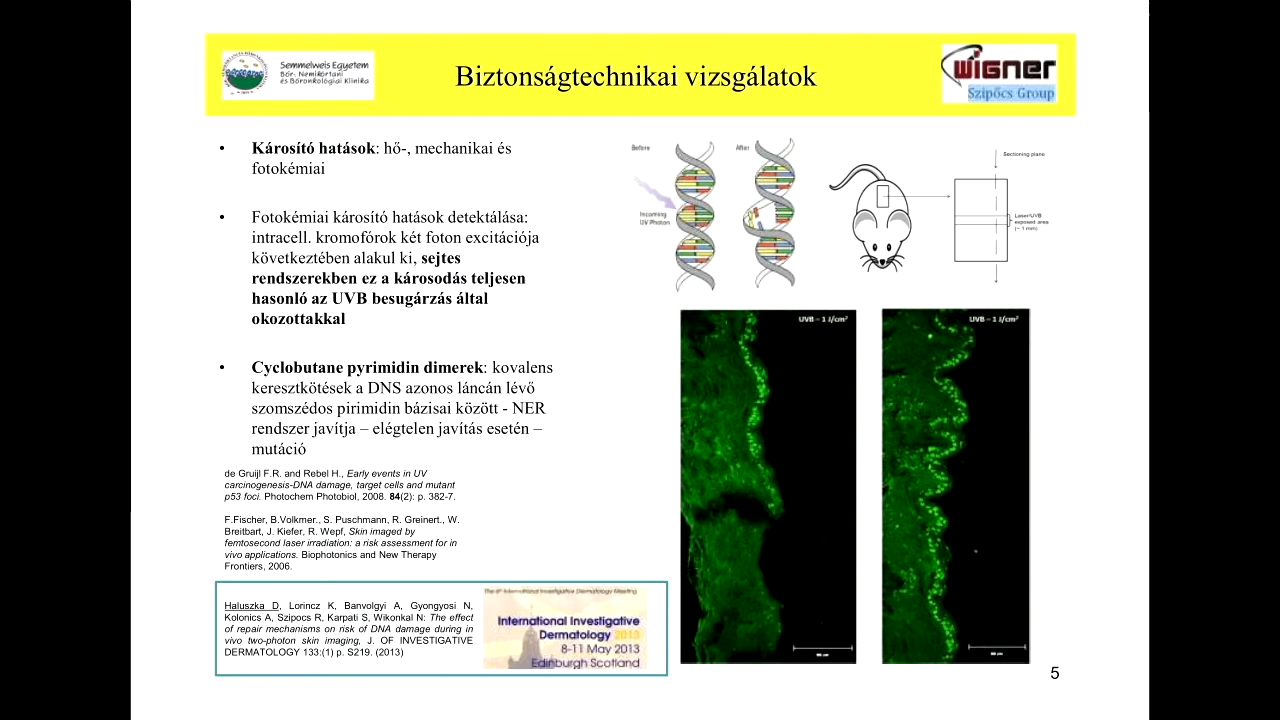 Semmelweis Egyetem
Bőr-, Nemikórtani
és Bőronkológiai Klinika
Biztonságtechnikai vizsgálatok
wigner
Szipőcs Group
• Károsító hatások: hő-, mechanikai és
fotokémiai
• Fotokémiai károsító hatások detektálása:
intracell. kromofórok két foton excitációja
következtében alakul ki, sejtes
rendszerekben ez a károsodás teljesen
hasonló az UVB besugárzás által
okozottakkal
• Cyclobutane pyrimidin dimerek: kovalens
keresztkötések a DNS azonos láncán lévő
szomszédos pirimidin bázisai között - NER
rendszer javítja – elégtelen javítás esetén –
mutáció
de Gruijl F.R. and Rebel H., Early events in UV
carcinogenesis-DNA damage, target cells and mutant
p53 foci. Photochem Photobiol, 2008. 84(2): p. 382-7.
F.Fischer, B.Volkmer., S. Puschmann, R. Greinert., W.
Breitbart, J. Kiefer, R. Wepf, Skin imaged by
femtosecond laser irradiation: a risk assessment for in
vivo applications. Biophotonics and New Therapy
Frontiers, 2006.
Haluszka D, Lorincz K, Banvolgyi A, Gyongyosi N,
Kolonics A, Szipocs R, Karpati S, Wikonkal N: The effect
of repair mechanisms on risk of DNA damage during in
vivo two-photon skin imaging, J. OF INVESTIGATIVE
DERMATOLOGY 133:(1) p. S219. (2013)
The 6th International Investigative Dermatology Meeting
International Investigative
Dermatology 2013
8-11 May 2013
Edinburgh Scotland
Before
After
Incoming
UV Photon
Sectioning plane
Laser/UVB
exposed area
(~ 1 mm)
UVB – 1 J/cm²
UVB – 1 J/cm²
5